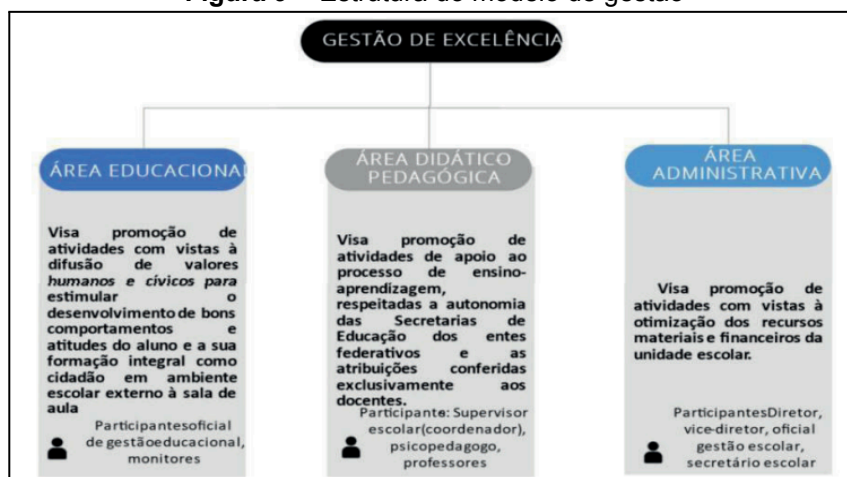 GESTÃO DE EXCELÊNCIA
ÁREA EDUCACIONAL
Visa promoção de
atividades com vistas à
difusão de valores
humanos e cívicos para
estimular o
desenvolvimento de bons
comportamentos e
atitudes do aluno e a sua
formação integral como
cidadão em ambiente
escolar externo à sala de
aula
Participantesoficial
de gestãoeducacional,
monitores
ÁREA DIDÁTICO
PEDAGÓGICA
Visa promoção de
atividades de apoio ao
processo de ensino-
aprendizagem,
respeitadas a autonomia
das Secretarias de
Educação dos entes
federativos e as
atribuições conferidas
exclusivamente aos
docentes.
Participante: Supervisor
escolar(coordenador),
psicopedagogo,
professores
ÁREA
ADMINISTRATIVA
Visa promoção de
atividades com vistas à
otimização dos recursos
materiais e financeiros da
unidade escolar.
ParticipantesDiretor,
vice-diretor, oficial
gestão escolar,
secretário escolar